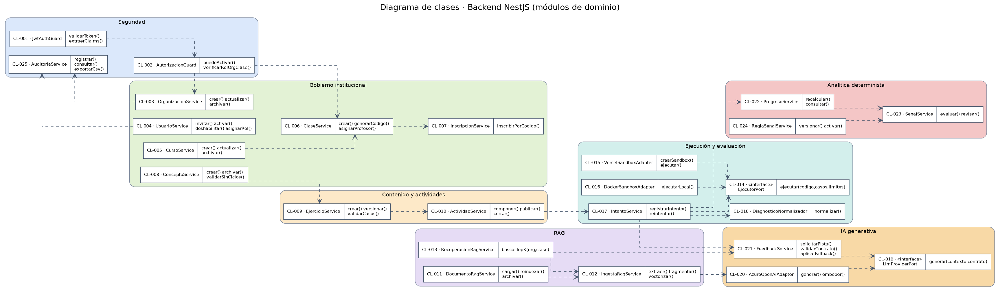 Diagrama de clases · Backend NestJS (módulos de dominio)
Seguridad
CL-001 · JwtAuthGuard
validarToken()
extraerClaims()
CL-025 · AuditoriaService
registrar()
consultar()
exportarCsv()
CL-002 · AutorizacionGuard
puedeActivar()
verificarRolOrgClase()
Gobierno institucional
CL-003 · OrganizacionService
crear() actualizar()
archivar()
CL-004 · UsuarioService
invitar() activar()
deshabilitar() asignarRol()
CL-005 · CursoService
crear() actualizar()
archivar()
CL-008 · ConceptoService
crear() archivar()
validarSinCiclos()
CL-006 · ClaseService
crear() generarCodigo()
asignarProfesor()
CL-007 · InscripcionService
inscribirPorCodigo()
Contenido y actividades
CL-009 · EjercicioService
crear() versionar()
validarCasos()
CL-010 · ActividadService
componer() publicar()
cerrar()
Analítica determinista
CL-022 · ProgresoService
recalcular()
consultar()
CL-024 · ReglaSenalService
versionar() activar()
CL-023 · SenalService
evaluar() revisar()
Ejecución y evaluación
CL-015 · VercelSandboxAdapter
crearSandbox()
ejecutar()
CL-016 · DockerSandboxAdapter
ejecutarLocal()
CL-017 · IntentoService
registrarIntento()
reintentar()
CL-014 · «interface»
EjecutorPort
ejecutar(codigo,casos,limites)
CL-018 · DiagnosticoNormalizador
normalizar()
RAG
CL-013 · RecuperacionRagService
buscarTopK(org,clase)
CL-011 · DocumentoRagService
cargar() reindexar()
archivar()
CL-012 · IngestaRagService
extraer() fragmentar()
vectorizar()
IA generativa
CL-021 · FeedbackService
solicitarPista()
validarContrato()
aplicarFallback()
CL-020 · AzureOpenAiAdapter
generar() embeber()
CL-019 · «interface»
LlmProviderPort
generar(contexto,contrato)